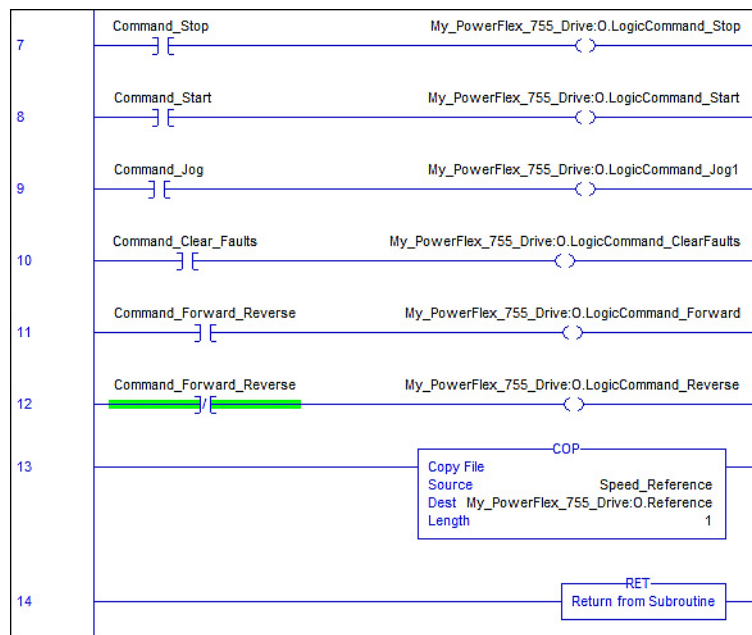 Command_Stop My_PowerFlex_755_Drive:O.LogicCommand_Stop
7
Command_Start My_PowerFlex_755_Drive:O.LogicCommand_Start
8
Command_Jog My_PowerFlex_755_Drive:O.LogicCommand_Jog1
9
Command_Clear_Faults My_PowerFlex_755_Drive:O.LogicCommand_ClearFaults
10
Command_Forward_Reverse My_PowerFlex_755_Drive:O.LogicCommand_Forward
11
Command_Forward_Reverse My_PowerFlex_755_Drive:O.LogicCommand_Reverse
12
COP
13
Copy File
Source Speed_Reference
Dest My_PowerFlex_755_Drive:O.Reference
Length 1
RET
14 Return from Subroutine